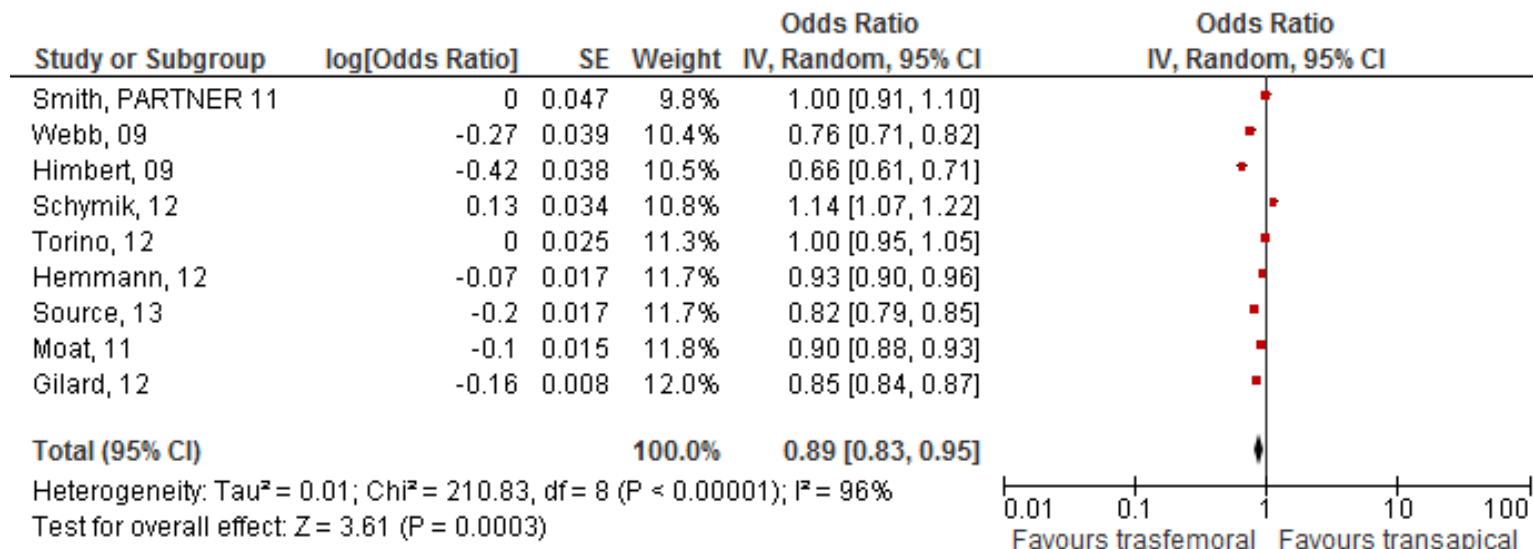 Odds Ratio Odds Ratio
Study or Subgroup log[Odds Ratio] SE Weight IV, Random, 95% CI IV, Random, 95% CI
Smith, PARTNER 11 0 0.047 9.8% 1.00 [0.91, 1.10]
Webb, 09 -0.27 0.039 10.4% 0.76 [0.71, 0.82]
Himbert, 09 -0.42 0.038 10.5% 0.66 [0.61, 0.71]
Schymik, 12 0.13 0.034 10.8% 1.14 [1.07, 1.22]
Torino, 12 0 0.025 11.3% 1.00 [0.95, 1.05]
Hemmann, 12 -0.07 0.017 11.7% 0.93 [0.90, 0.96]
Source, 13 -0.2 0.017 11.7% 0.82 [0.79, 0.85]
Moat, 11 -0.1 0.015 11.8% 0.90 [0.88, 0.93]
Gilard, 12 -0.16 0.008 12.0% 0.85 [0.84, 0.87]
Total (95% CI) 100.0% 0.89 [0.83, 0.95]
Heterogeneity: Tau² = 0.01; Chi² = 210.83, df = 8 (P < 0.00001); I² = 96%
Test for overall effect: Z = 3.61 (P = 0.0003)
0.01 0.1 1 10 100
Favours trasfemoral Favours transapical